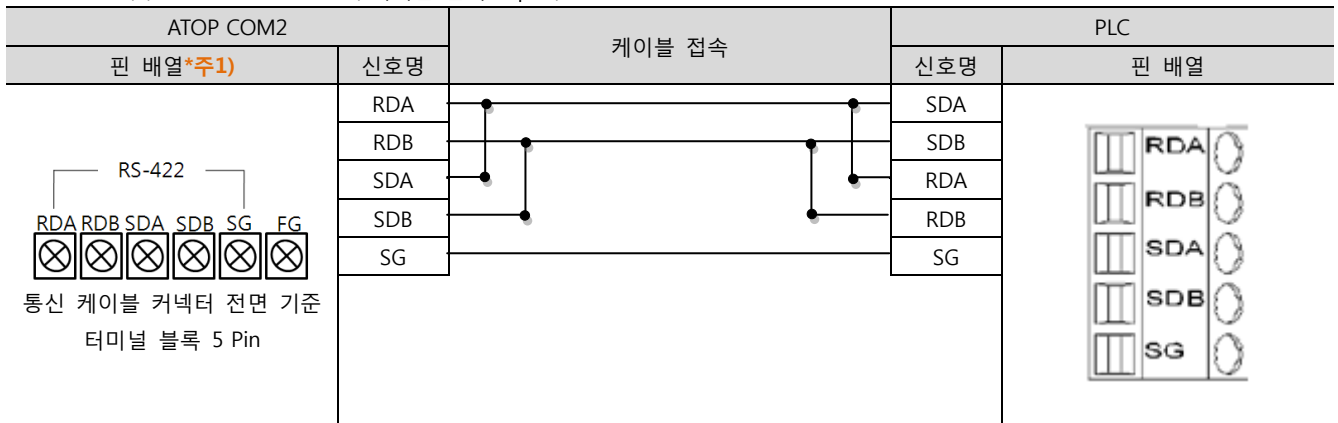 ATOP COM2
케이블 접속
PLC
핀 배열*주1)
신호명
신호명
핀 배열
RDA
SDA
RDB
SDB
SDA
RDA
SDB
RDB
SG
SG
RS-422
RDA RDB SDA SDB SG FG
통신 케이블 커넥터 전면 기준
터미널 블록 5 Pin
RDA
RDB
SDA
SDB
SG